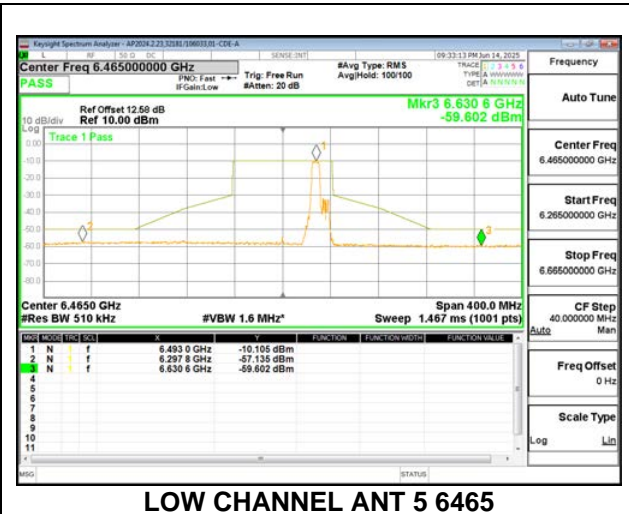 Keysight Spectrum Analyzer - AP2024.2.23,32181/106033,01-CDE-A
L RF 50 Ω DC SENSE:INT 09:33:13 PM Jun 14, 2025
Center Freq 6.465000000 GHz
PASS
PNO: Fast
IFGain:Low
Trig: Free Run
#Atten: 20 dB
#Avg Type: RMS
Avg|Hold: 100/100
TRACE 1 2 3 4 5 6
TYPE A WWWWW
DET A N N N N N
Ref Offset 12.58 dB
10 dB/div Ref 10.00 dBm
Log
Mkr3 6.630 6 GHz
-59.602 dBm
Trace 1 Pass
0.00
-10.0
-20.0
-30.0
-40.0
-50.0
-60.0
-70.0
-80.0
1
2
3
Center 6.4650 GHz Span 400.0 MHz
#Res BW 510 kHz #VBW 1.6 MHz* Sweep 1.467 ms (1001 pts)
MKR MODE TRC SCL X Y FUNCTION FUNCTION WIDTH FUNCTION VALUE
1 N 1 f 6.493 0 GHz -10.105 dBm
2 N 1 f 6.297 8 GHz -57.135 dBm
3 N 1 f 6.630 6 GHz -59.602 dBm
4
5
6
7
8
9
10
11
MSG STATUS
Frequency
Auto Tune
Center Freq
6.465000000 GHz
Start Freq
6.265000000 GHz
Stop Freq
6.665000000 GHz
CF Step
40.000000 MHz
Auto Man
Freq Offset
0 Hz
Scale Type
Log Lin
LOW CHANNEL ANT 5 6465